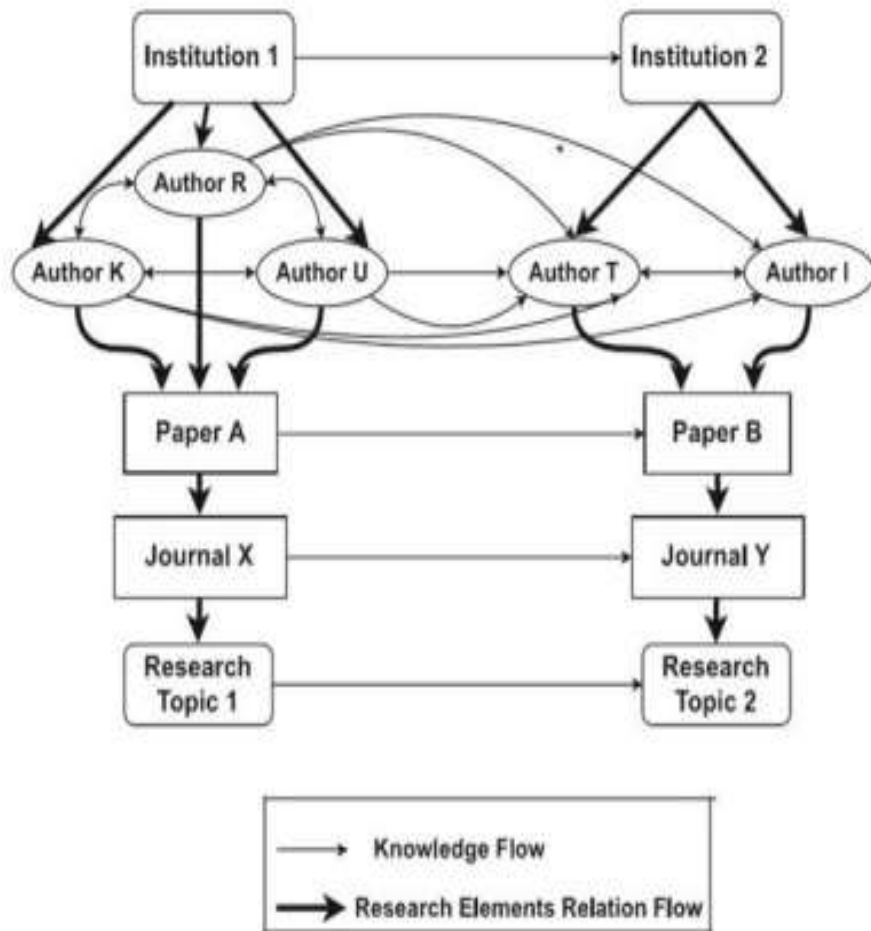 Institution 1
Institution 2
Author R
Author K
Author U
Author T
Author I
Paper A
Paper B
Journal X
Journal Y
Research
Topic 1
Research
Topic 2
Knowledge Flow
Research Elements Relation Flow